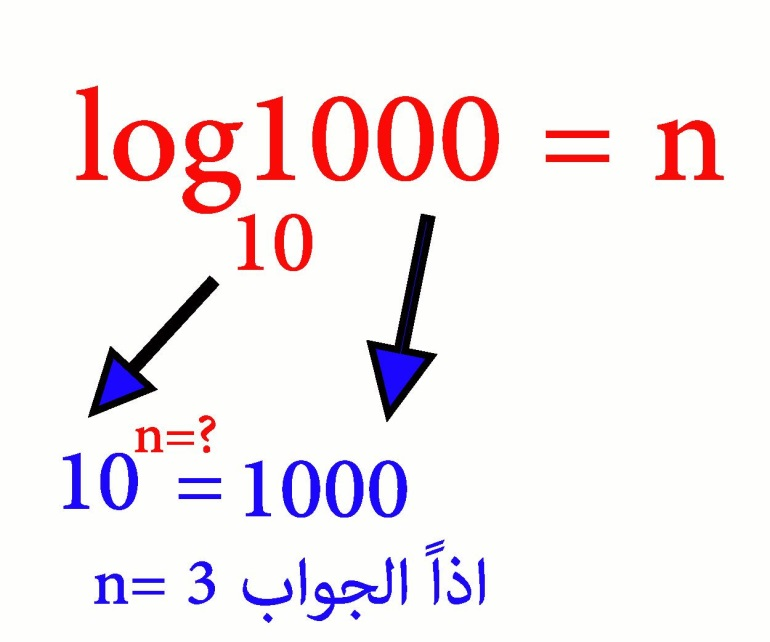 log1000 = n
10
n=?
10 = 1000
n= 3 اذاً الجواب